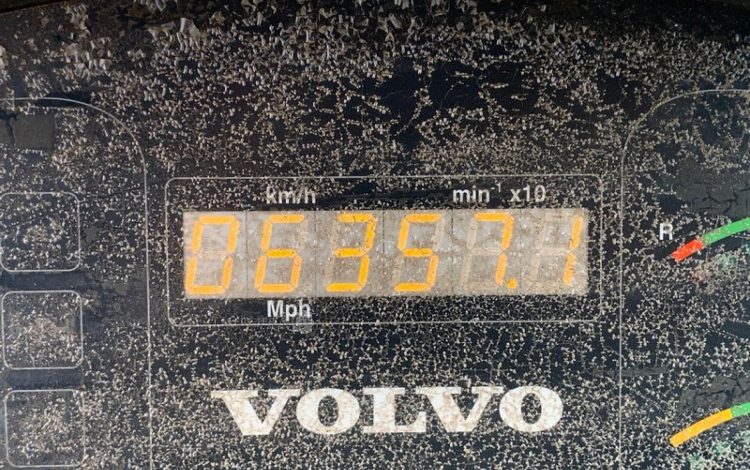 km/h min⁻¹ x10
R
06357.1
Mph
VOLVO